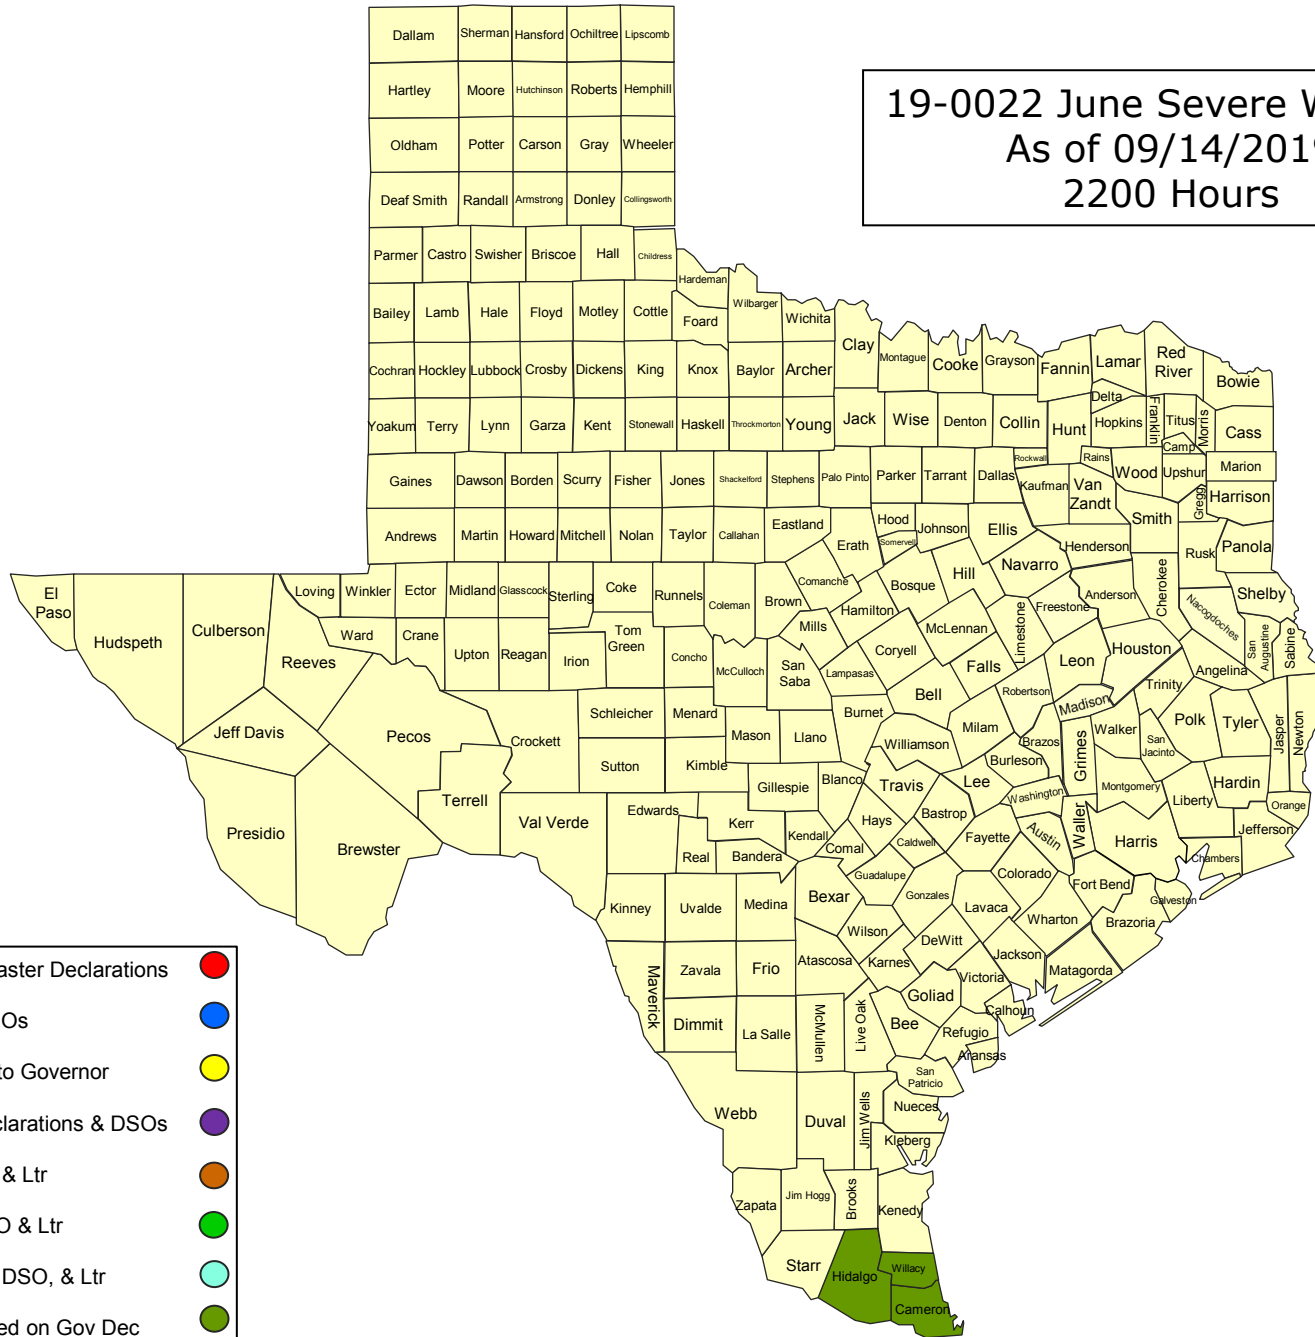 Dallam Sherman Hansford Ochiltree Lipscomb
Hartley Moore Hutchinson Roberts Hemphill
19-0022 June Severe
As of 09/14/201
2200 Hours
Oldham Potter Carson Gray Wheeler
Deaf Smith Randall Armstrong Donley Collingsworth
Parmer Castro Swisher Briscoe Hall Childress
Hardeman
Wilbarger
Bailey Lamb Hale Floyd Motley Cottle Foard Wichita
Clay Montague Cooke Grayson Fannin Lamar Red River Bowie
Cochran Hockley Lubbock Crosby Dickens King Knox Baylor Archer
Delta
Yoakum Terry Lynn Garza Kent Stonewall Haskell Throckmorton Young Jack Wise Denton Collin Hunt Hopkins Franklin Titus Morris Cass
Camp
Rockwall Rains
Gaines Dawson Borden Scurry Fisher Jones Shackelford Stephens Palo Pinto Parker Tarrant Dallas Kaufman Van Zandt Wood Upshur Marion
Gregg Harrison
Andrews Martin Howard Mitchell Nolan Taylor Callahan Eastland Erath Hood Somervell Johnson Ellis Henderson Smith Rusk Panola
El Paso Hudspeth Culberson Loving Winkler Ector Midland Glasscock Sterling Coke Runnels Coleman Brown Comanche Hamilton Bosque Hill Navarro Freestone Anderson Cherokee Nacogdoches Shelby
Reeves Ward Crane Upton Reagan Irion Tom Green Concho McCulloch San Saba Mills Lampasas Coryell McLennan Falls Limestone Leon Houston Angelina San Augustine Sabine
Jeff Davis Pecos Crockett Schleicher Menard Mason Llano Burnet Bell Milam Robertson Madison Trinity Walker San Jacinto Polk Tyler Jasper Newton
Sutton Kimble Gillespie Blanco Williamson Travis Lee Burleson Brazos Grimes Washington Montgomery Liberty Hardin Orange
Presidio Brewster Terrell Val Verde Edwards Kerr Real Bandera Kendall Comal Hays Caldwell Bastrop Fayette Austin Waller Harris Jefferson Chambers
Kinney Uvalde Medina Bexar Guadalupe Gonzales Lavaca Colorado Wharton Fort Bend Brazoria Galveston
Maverick Zavala Frio Atascosa Wilson Karnes DeWitt Victoria Jackson Matagorda
Dimmit La Salle McMullen Live Oak Bee Goliad Refugio Calhoun Aransas
San Patricio
Webb Duval Jim Wells Nueces
Kleberg
Zapata Jim Hogg Brooks Kenedy
Starr Hidalgo Willacy
Cameron
aster Declarations
Os
to Governor
clarations & DSOs
& Ltr
O & Ltr
DSO, & Ltr
ed on Gov Dec